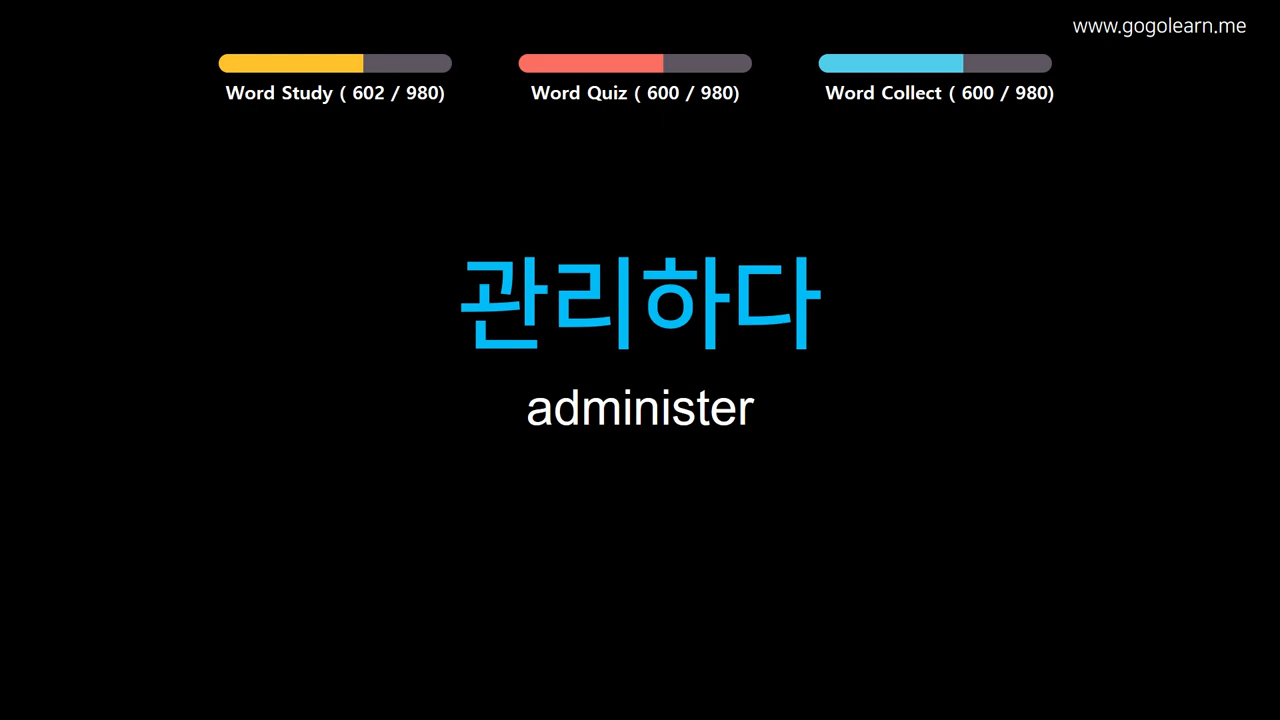 www.gogolearn.me
Word Study ( 602 / 980)
Word Quiz ( 600 / 980)
Word Collect ( 600 / 980)
관리하다
administer